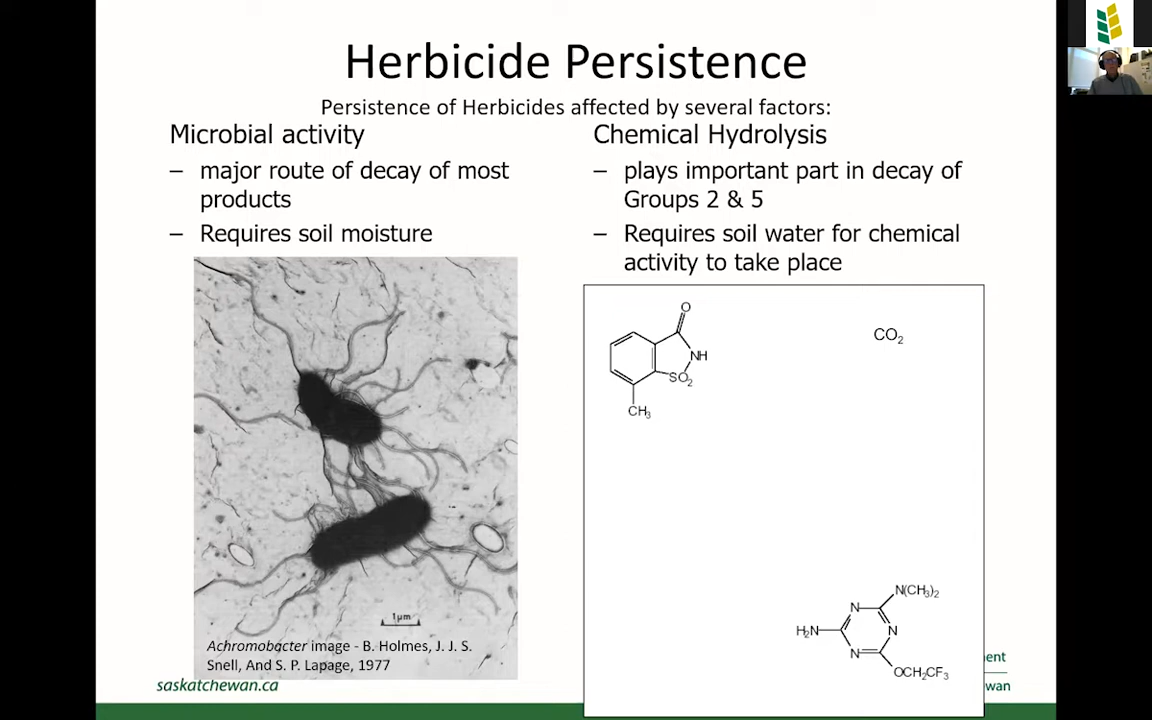 Herbicide Persistence
Persistence of Herbicides affected by several factors:
Microbial activity
– major route of decay of most
products
– Requires soil moisture
Chemical Hydrolysis
– plays important part in decay of
Groups 2 & 5
– Requires soil water for chemical
activity to take place
1µm
Achromobacter image - B. Holmes, J. J. S.
Snell, And S. P. Lapage, 1977
O
NH
SO2
CH3
CO2
N(CH3)2
N
H2N
N
N
OCH2CF3
saskatchewan.ca